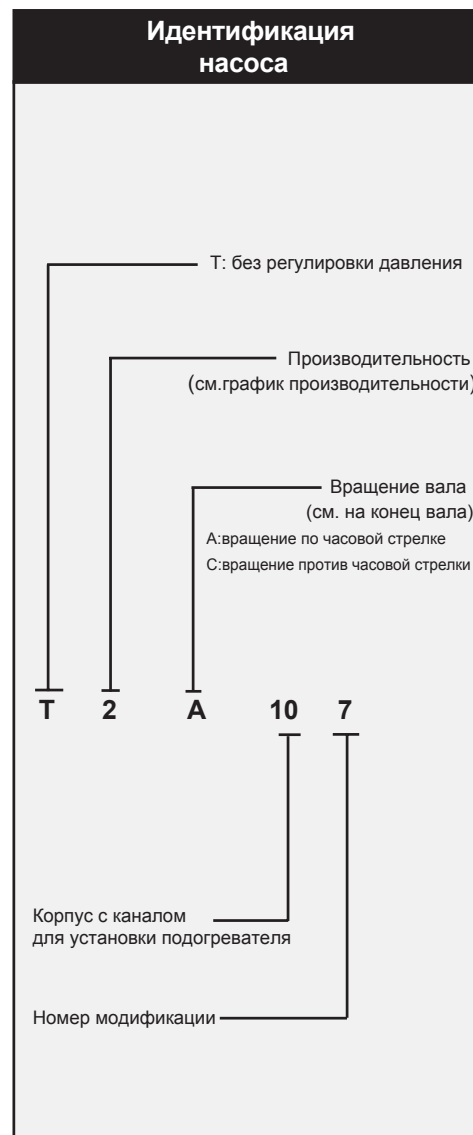 Идентификация
насоса
Т: без регулировки давления
Производительность
(см.график производительности)
Вращение вала
(см. на конец вала)
А:вращение по часовой стрелке
С:вращение против часовой стрелки
Т 2 А 10 7
Корпус с каналом
для установки подогревателя
Номер модификации